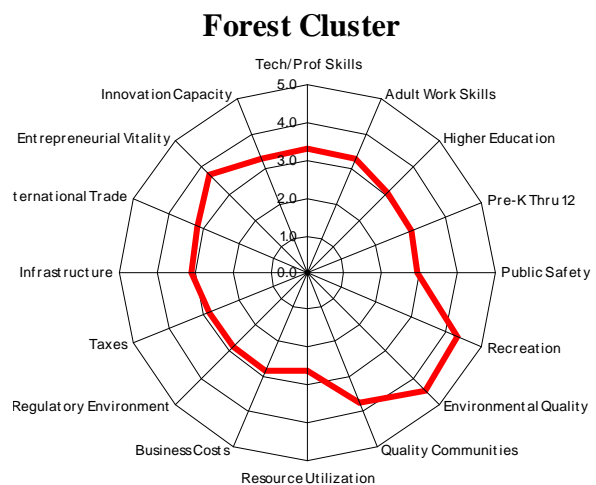 Forest Cluster
Tech/Prof Skills
5.0
Innovation Capacity
Adult Work Skills
4.0
Entrepreneurial Vitality
Higher Education
3.0
ternational Trade
Pre-K Thru 12
2.0
1.0
Infrastructure
0.0
Public Safety
Taxes
Recreation
Regulatory Environment
Environmental Quality
Business Costs
Quality Communities
Resource Utilization